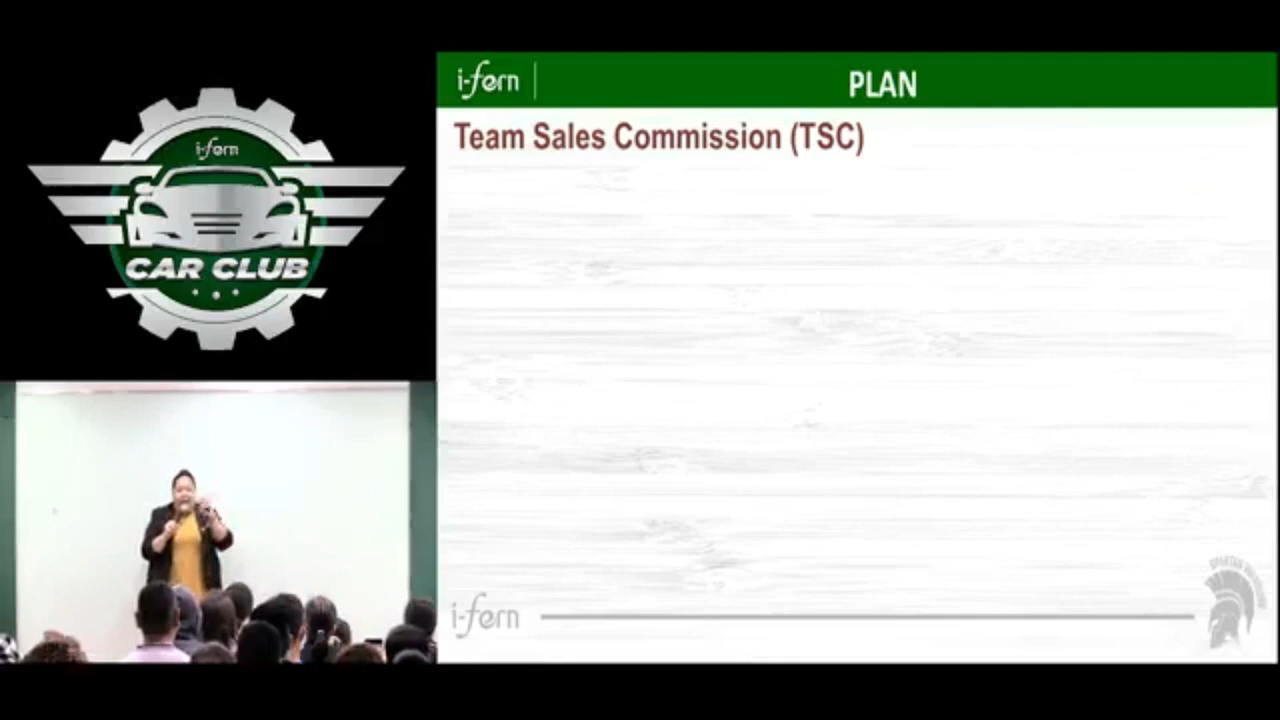 i-fern
CAR CLUB
i-fern
PLAN
Team Sales Commission (TSC)
i-fern